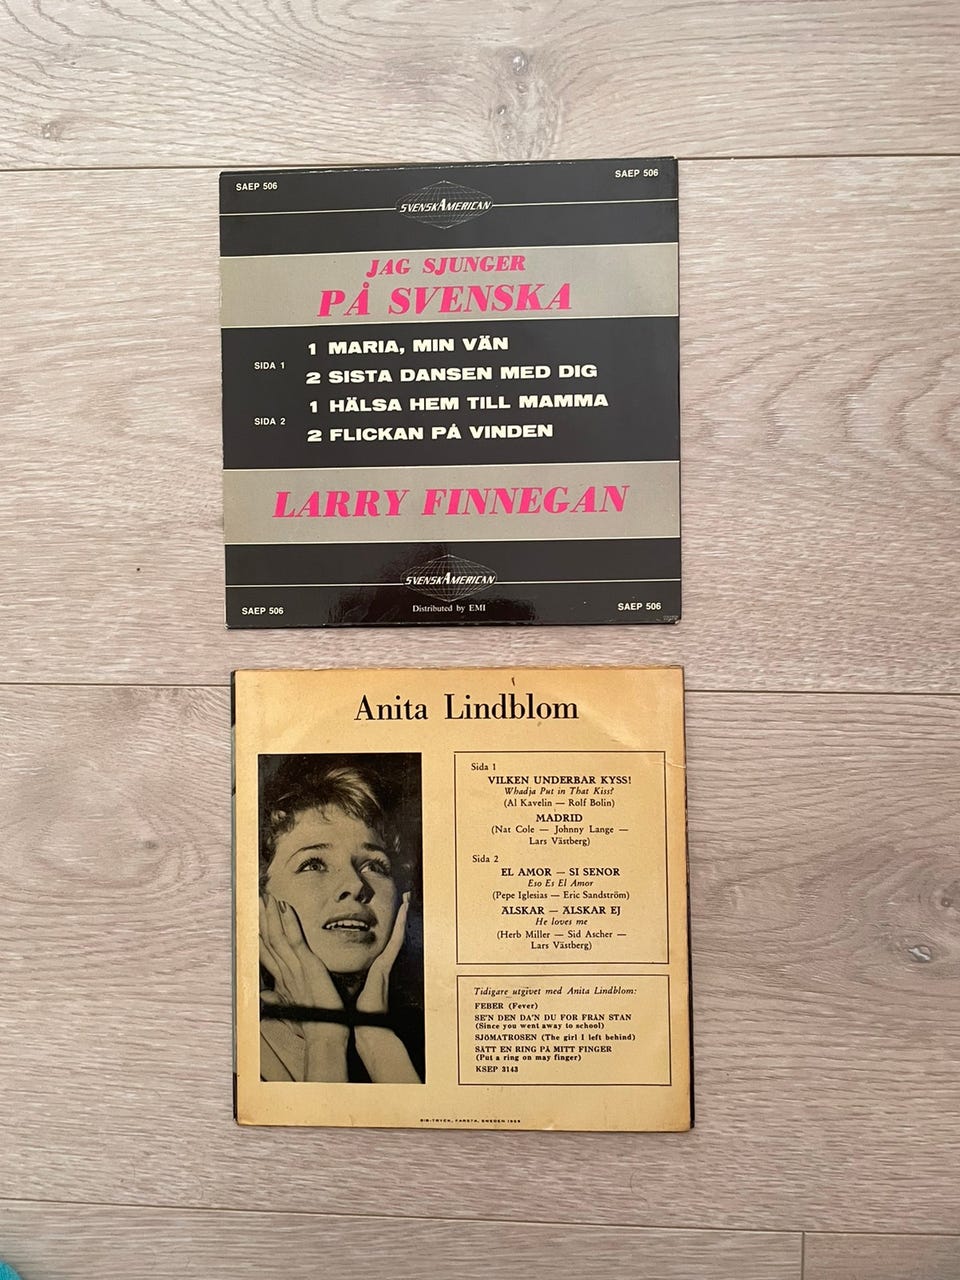 SAEP 506
SAEP 506
SVENSKAMERICAN
JAG SJUNGER
PÅ SVENSKA
SIDA 1
1 MARIA, MIN VÄN
2 SISTA DANSEN MED DIG
SIDA 2
1 HÄLSA HEM TILL MAMMA
2 FLICKAN PÅ VINDEN
LARRY FINNEGAN
SVENSKAMERICAN
SAEP 506
Distributed by EMI
SAEP 506
Anita Lindblom
Sida 1
VILKEN UNDERBAR KYSS!
Whadja Put in That Kiss?
(Al Kavelin — Rolf Bolin)
MADRID
(Nat Cole — Johnny Lange —
Lars Västberg)
Sida 2
EL AMOR — SI SENOR
Eso Es El Amor
(Pepe Iglesias — Eric Sandström)
ÄLSKAR — ÄLSKAR EJ
He loves me
(Herb Miller — Sid Ascher —
Lars Västberg)
Tidigare utgivet med Anita Lindblom:
FEBER (Fever)
SE'N DEN DA'N DU FOR FRÅN STAN
(Since you went away to school)
SJÖMATROSEN (The girl I left behind)
SÄTT EN RING PÅ MITT FINGER
(Put a ring on may finger)
KSEP 3143
TRYCK, FARSTA, SWEDEN